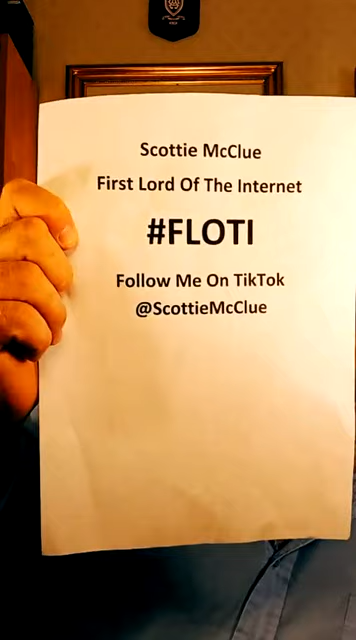 Scottie McClue
First Lord Of The Internet
#FLOTI
Follow Me On TikTok
@ScottieMcClue